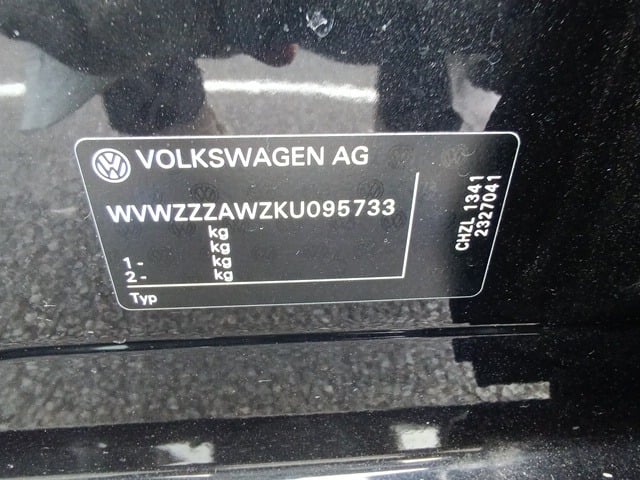 VOLKSWAGEN AG
WVWZZZAWZKU095733
kg
kg
1- kg
2- kg
Typ
CHZL 1341
2327041